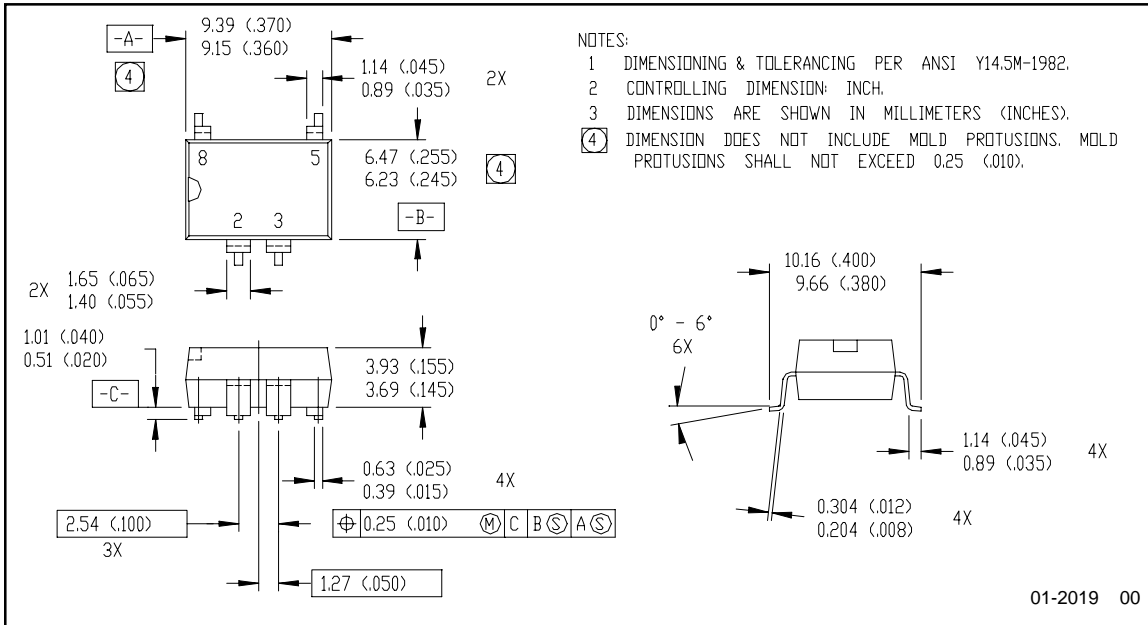 -A-
9.39 (.370)
9.15 (.360)
4
1.14 (.045)
0.89 (.035)
2X
8
5
6.47 (.255)
6.23 (.245)
4
2
3
-B-
2X
1.65 (.065)
1.40 (.055)
1.01 (.040)
0.51 (.020)
-C-
3.93 (.155)
3.69 (.145)
0.63 (.025)
0.39 (.015)
4X
2.54 (.100)
3X
⌖ 0.25 (.010) Ⓜ C B Ⓢ A Ⓢ
1.27 (.050)
NOTES:
1 DIMENSIONING & TOLERANCING PER ANSI Y14.5M-1982.
2 CONTROLLING DIMENSION: INCH.
3 DIMENSIONS ARE SHOWN IN MILLIMETERS (INCHES).
4 DIMENSION DOES NOT INCLUDE MOLD PROTUSIONS. MOLD
PROTUSIONS SHALL NOT EXCEED 0.25 (.010).
10.16 (.400)
9.66 (.380)
0° - 6°
6X
1.14 (.045)
0.89 (.035)
4X
0.304 (.012)
0.204 (.008)
4X
01-2019 00